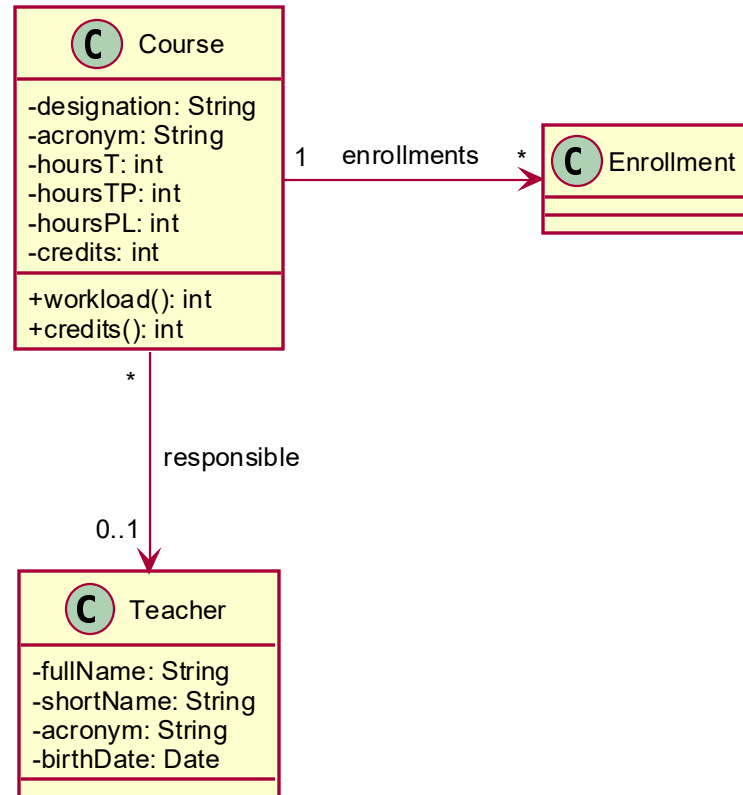 C Course
-designation: String
-acronym: String
-hoursT: int
-hoursTP: int
-hoursPL: int
-credits: int
+workload(): int
+credits(): int
1 enrollments *
C Enrollment
*
responsible
0..1
C Teacher
-fullName: String
-shortName: String
-acronym: String
-birthDate: Date